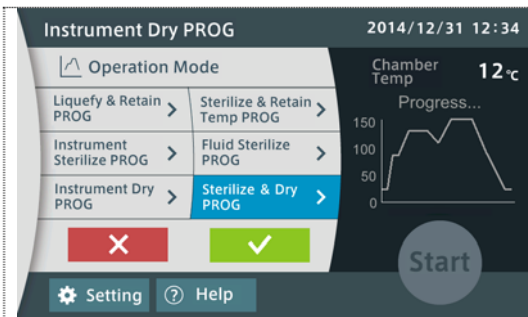 Instrument Dry PROG
2014/12/31 12:34
Operation Mode
Liquefy & Retain
PROG
Sterilize & Retain
Temp PROG
Instrument
Sterilize PROG
Fluid Sterilize
PROG
Instrument Dry
PROG
Sterilize & Dry
PROG
Chamber
Temp
12℃
Progress...
150
100
50
0
Start
Setting
? Help